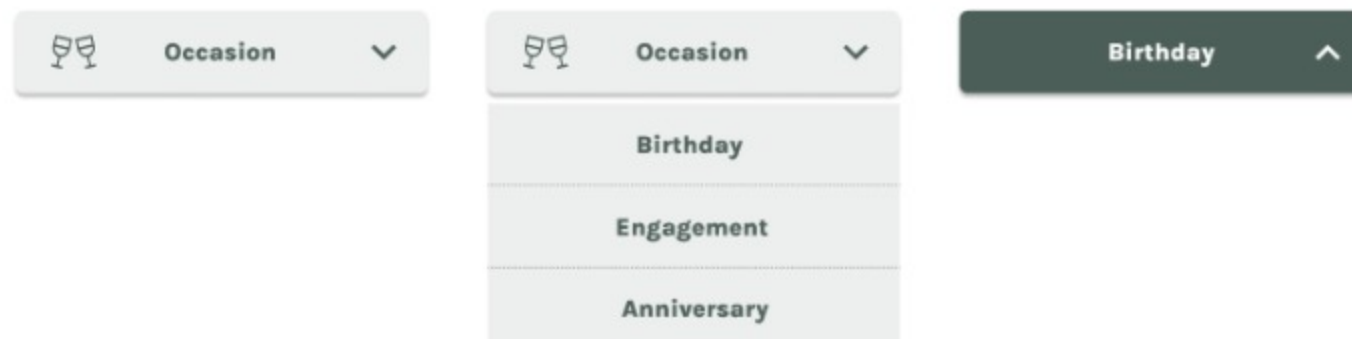 Occasion
Occasion
Birthday
Birthday
Engagement
Anniversary